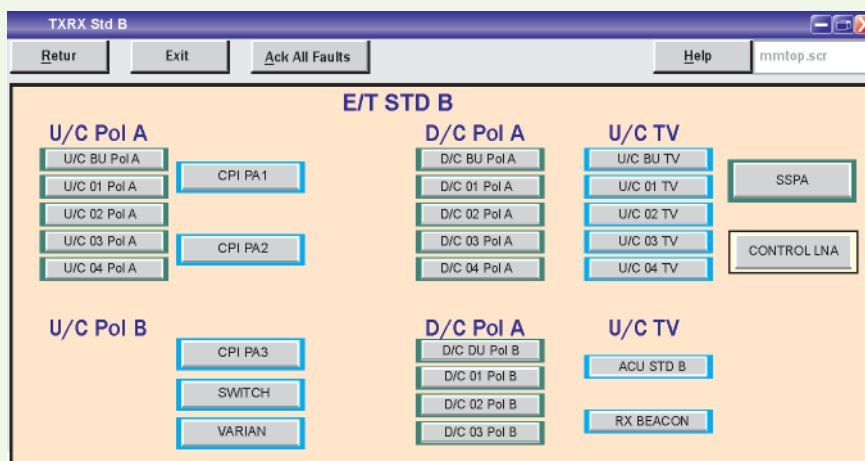 TXRX Std B
Retur
Exit
Ack All Faults
Help
mmtop.scr
E/T STD B
U/C Pol A
U/C BU Pol A
U/C 01 Pol A
U/C 02 Pol A
U/C 03 Pol A
U/C 04 Pol A
CPI PA1
CPI PA2
D/C Pol A
D/C BU Pol A
D/C 01 Pol A
D/C 02 Pol A
D/C 03 Pol A
D/C 04 Pol A
U/C TV
U/C BU TV
U/C 01 TV
U/C 02 TV
U/C 03 TV
U/C 04 TV
SSPA
CONTROL LNA
U/C Pol B
CPI PA3
SWITCH
VARIAN
D/C Pol A
D/C DU Pol B
D/C 01 Pol B
D/C 02 Pol B
D/C 03 Pol B
U/C TV
ACU STD B
RX BEACON